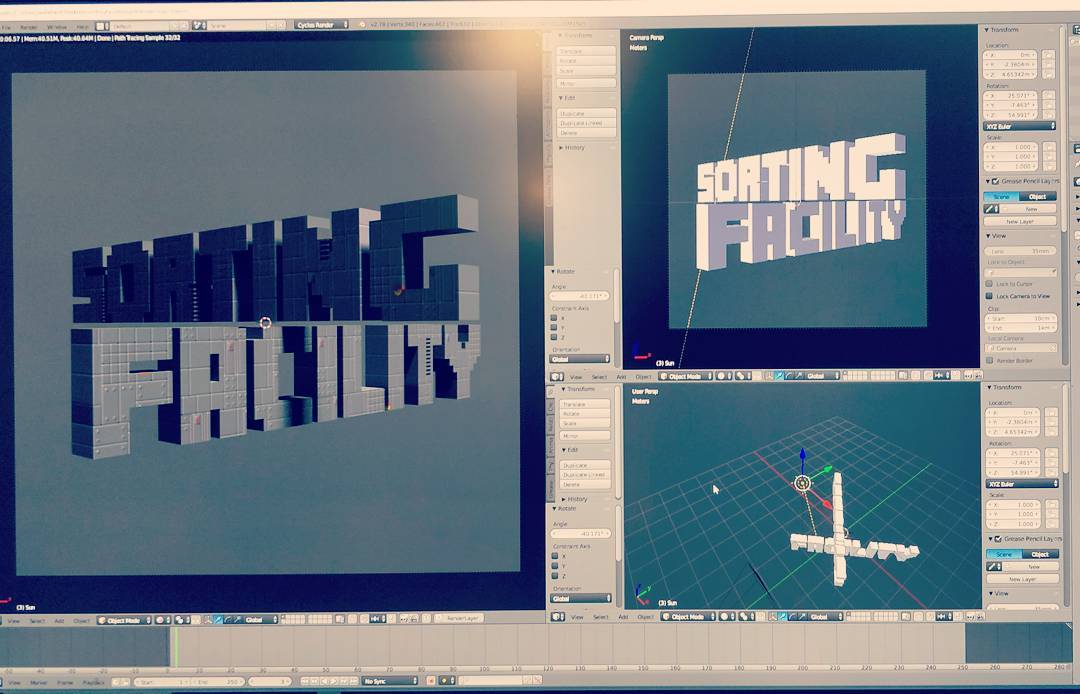 Cycles Render
Mem:40.51M, Peak:40.64M | Done | Path Tracing Sample 32/32
SORTING
FACILITY
(3) Sun
View Select Add Object Object Mode Global
Transform
Translate
Rotate
Scale
Mirror
Edit
Duplicate
Duplicate Linked
Delete
History
Rotate
Angle
-40.171°
Constraint Axis
X
Y
Z
Orientation
Global
Camera Persp
Meters
SORTING
FACILITY
(3) Sun
View Select Add Object Object Mode Global
Transform
Location:
X: 0m
Y: -2.3604m
Z: 4.65342m
Rotation:
X: 25.071°
Y: -7.463°
Z: 54.991°
XYZ Euler
Scale:
X: 1.000
Y: 1.000
Z: 1.000
Grease Pencil Layers
Scene Object
New
New Layer
View
Lens: 35mm
Lock to Object:
Lock to Cursor
Lock Camera to View
Clip:
Start: 10cm
End: 1km
Local Camera:
Camera
Render Border
Transform
Translate
Rotate
Scale
Mirror
Edit
Duplicate
Duplicate Linked
Delete
History
Rotate
Angle
-40.171°
Constraint Axis
X
Y
Z
Orientation
Global
User Persp
Meters
FACILITY
(3) Sun
View Select Add Object Object Mode Global
Transform
Location:
X: 0m
Y: -2.3604m
Z: 4.65342m
Rotation:
X: 25.071°
Y: -7.463°
Z: 54.991°
XYZ Euler
Scale:
X: 1.000
Y: 1.000
Z: 1.000
Grease Pencil Layers
Scene Object
New
New Layer
View
-50 -40 -30 -20 -10 0 10 20 30 40 50 60 70 80 90 100 110 120 130 140 150 160 170 180 190 200 210 220 230 240 250 260 270 280
View Marker Frame Playback Start: 1 End: 250 No Sync